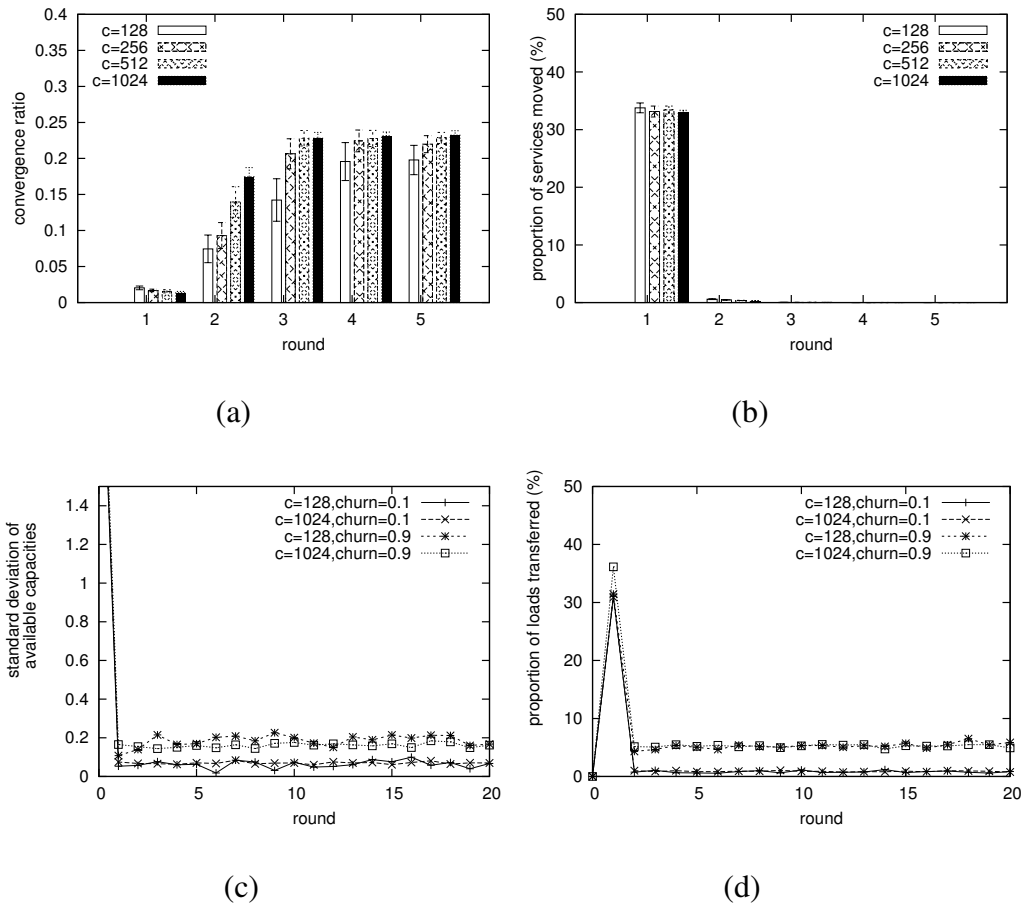 0.4
0.35
0.3
0.25
0.2
0.15
0.1
0.05
0
convergence ratio
c=128
c=256
c=512
c=1024
1 2 3 4 5
round
(a)
50
40
30
20
10
0
proportion of services moved (%)
c=128
c=256
c=512
c=1024
1 2 3 4 5
round
(b)
1.4
1.2
1
0.8
0.6
0.4
0.2
0
standard deviation of
available capacities
c=128,churn=0.1
c=1024,churn=0.1
c=128,churn=0.9
c=1024,churn=0.9
0 5 10 15 20
round
(c)
50
40
30
20
10
0
proportion of loads transferred (%)
c=128,churn=0.1
c=1024,churn=0.1
c=128,churn=0.9
c=1024,churn=0.9
0 5 10 15 20
round
(d)